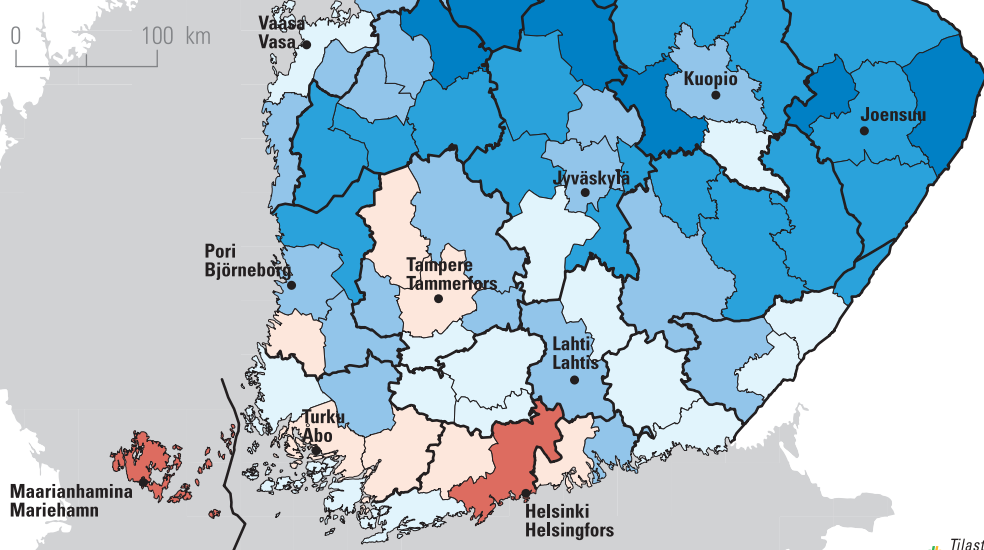 Vaasa
Vasa
0 100 km
Kuopio
Joensuu
Jyväskylä
Pori
Björneborg
Tampere
Tammerfors
Lahti
Lahtis
Turku
Åbo
Maarianhamina
Mariehamn
Helsinki
Helsingfors
Tilast